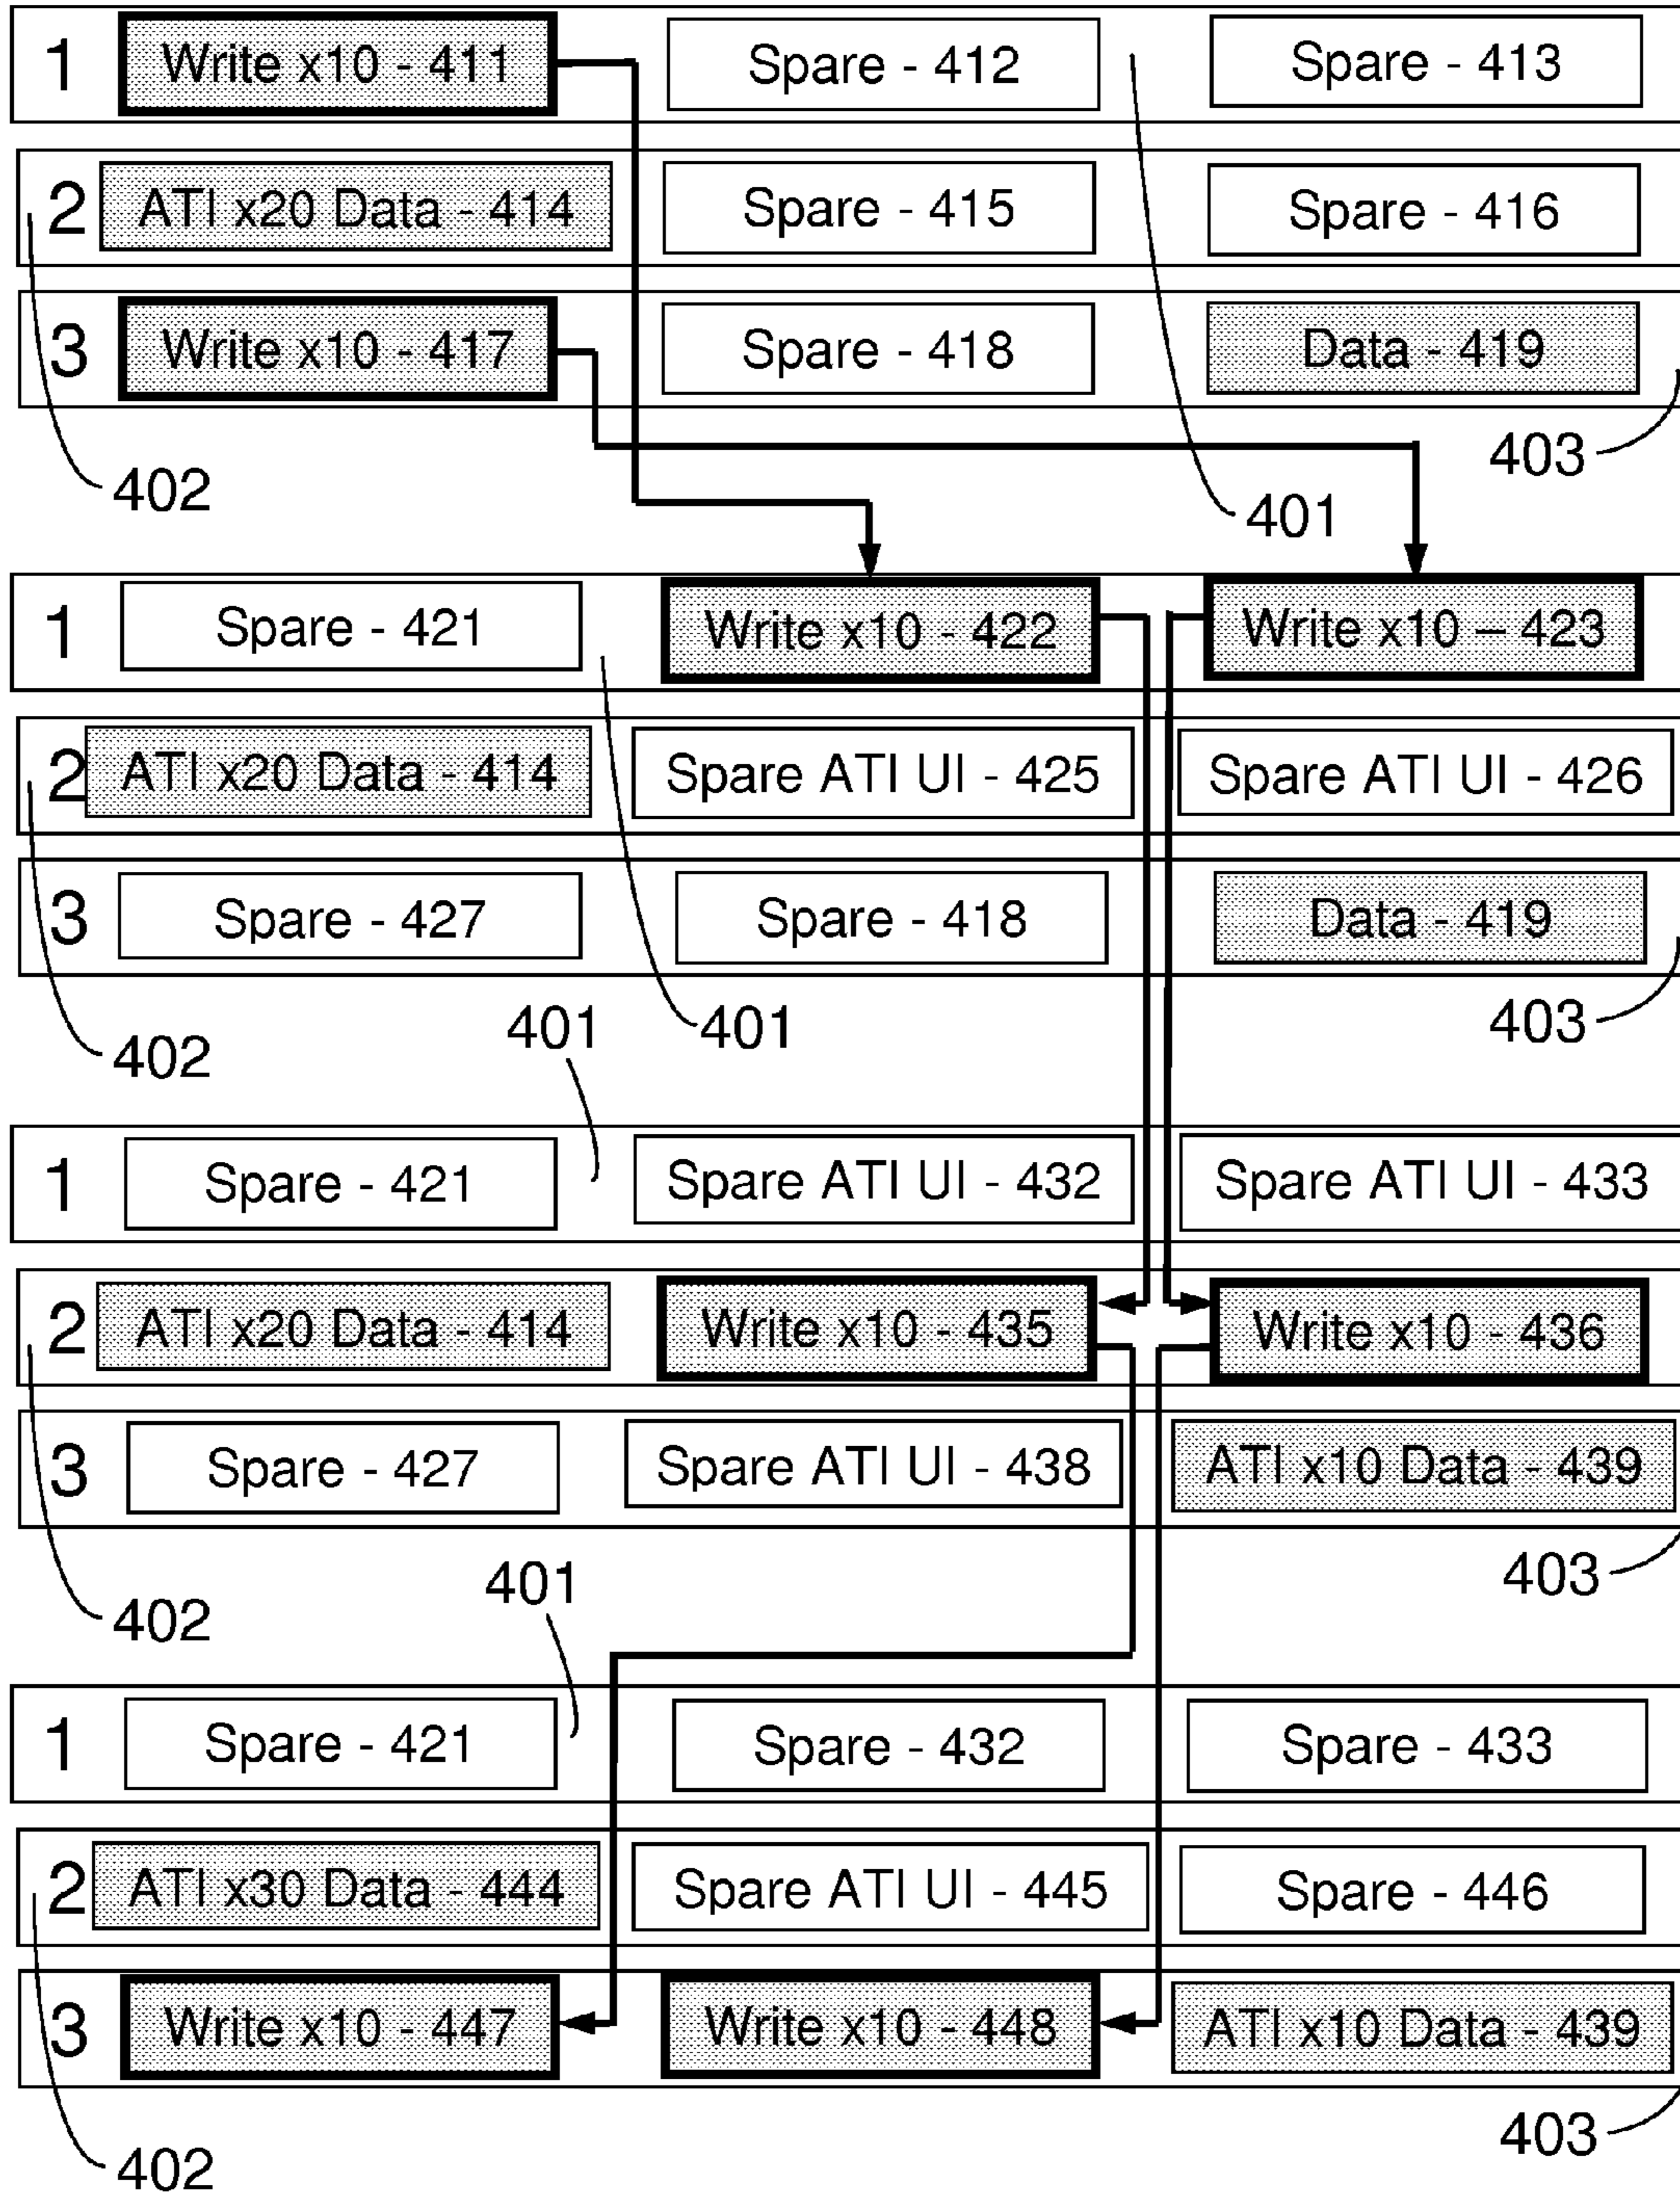 1 Write x10 - 411 Spare - 412 Spare - 413
2 ATI x20 Data - 414 Spare - 415 Spare - 416
3 Write x10 - 417 Spare - 418 Data - 419
403
402
401
1 Spare - 421 Write x10 - 422 Write x10 – 423
2 ATI x20 Data - 414 Spare ATI UI - 425 Spare ATI UI - 426
3 Spare - 427 Spare - 418 Data - 419
401 401 403
402
1 Spare - 421 Spare ATI UI - 432 Spare ATI UI - 433
2 ATI x20 Data - 414 Write x10 - 435 Write x10 - 436
3 Spare - 427 Spare ATI UI - 438 ATI x10 Data - 439
401 403
402
1 Spare - 421 Spare - 432 Spare - 433
2 ATI x30 Data - 444 Spare ATI UI - 445 Spare - 446
3 Write x10 - 447 Write x10 - 448 ATI x10 Data - 439
403
402